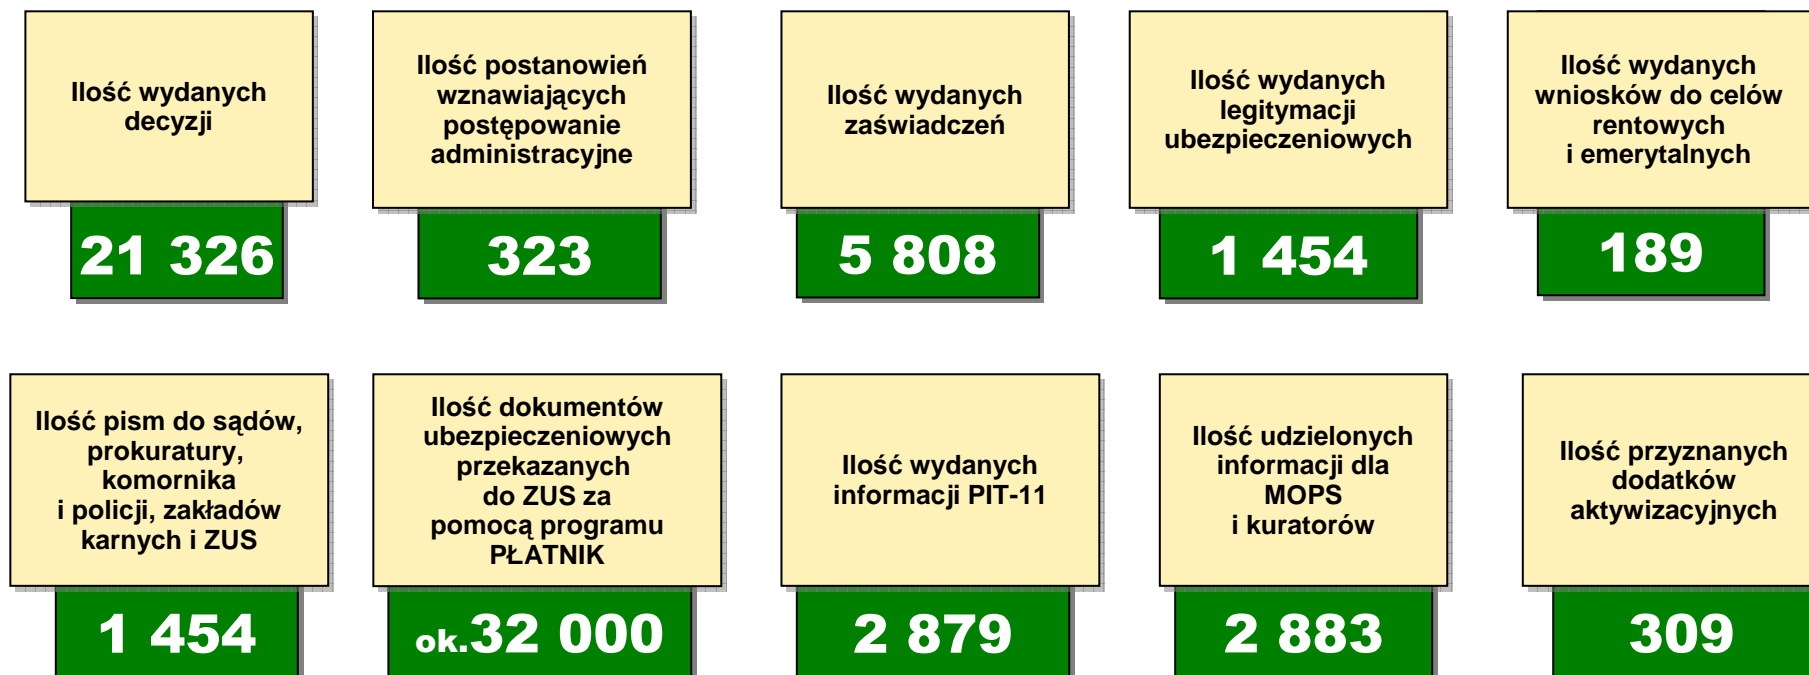 Ilość wydanych
decyzji
21 326
Ilość postanowień
wznawiających
postępowanie
administracyjne
323
Ilość wydanych
zaświadczeń
5 808
Ilość wydanych
legitymacji
ubezpieczeniowych
1 454
Ilość wydanych
wniosków do celów
rentowych
i emerytalnych
189
Ilość pism do sądów,
prokuratury,
komornika
i policji, zakładów
karnych i ZUS
1 454
Ilość dokumentów
ubezpieczeniowych
przekazanych
do ZUS za
pomocą programu
PŁATNIK
ok.32 000
Ilość wydanych
informacji PIT-11
2 879
Ilość udzielonych
informacji dla
MOPS
i kuratorów
2 883
Ilość przyznanych
dodatków
aktywizacyjnych
309